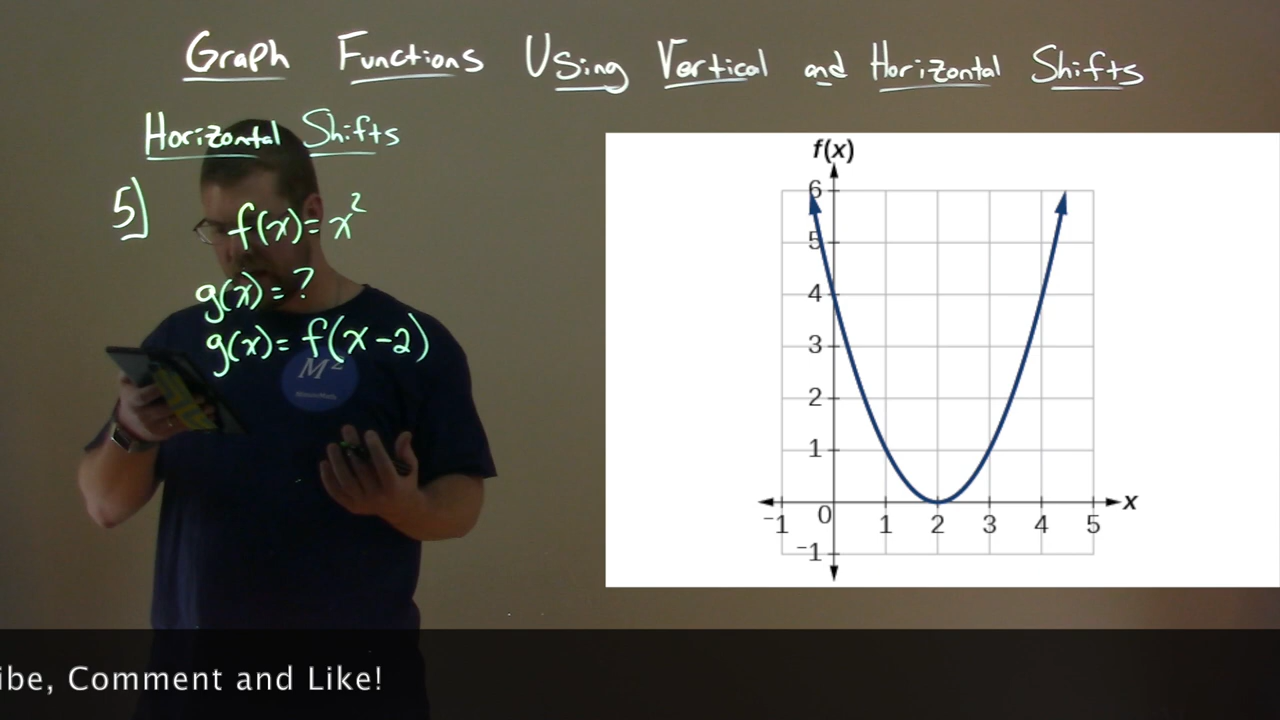 Graph Functions Using Vertical and Horizontal Shifts
Horizontal Shifts
5]
f(x)=x²
g(x)=?
g(x)=f(x-2)
M²
f(x)
6
5
4
3
2
1
-1 0 1 2 3 4 5 x
-1
ibe, Comment and Like!